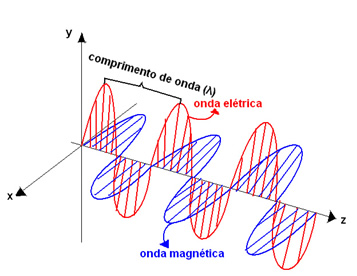 y
comprimento de onda (λ)
onda elétrica
x
z
onda magnética